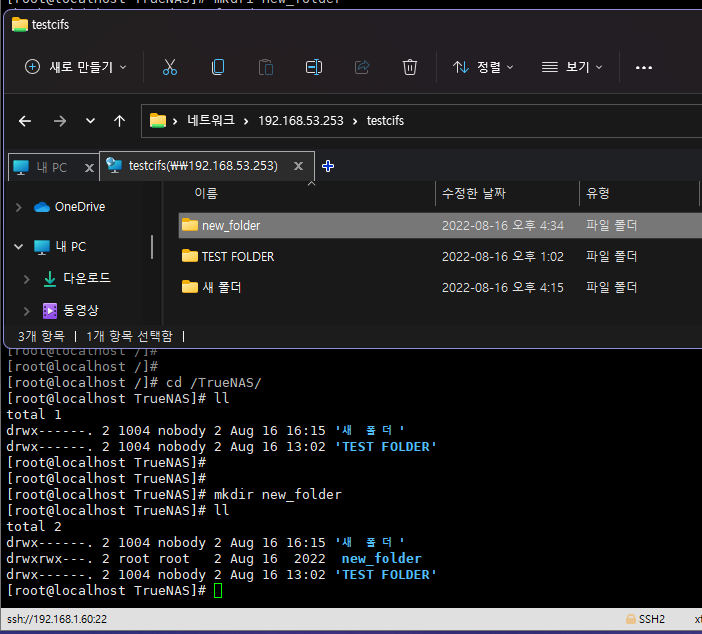 [root@localhost TrueNAS]# mkdri new_folder
testcifs
새로 만들기
정렬
보기
네트워크 > 192.168.53.253 > testcifs
내 PC
testcifs(₩₩192.168.53.253)
이름 수정한 날짜 유형
OneDrive
내 PC
다운로드
동영상
new_folder 2022-08-16 오후 4:34 파일 폴더
TEST FOLDER 2022-08-16 오후 1:02 파일 폴더
새 폴더 2022-08-16 오후 4:15 파일 폴더
3개 항목 | 1개 항목 선택함 |
[root@localhost /]#
[root@localhost /]#
[root@localhost /]# cd /TrueNAS/
[root@localhost TrueNAS]# ll
total 1
drwx------. 2 1004 nobody 2 Aug 16 16:15 '새 폴더'
drwx------. 2 1004 nobody 2 Aug 16 13:02 'TEST FOLDER'
[root@localhost TrueNAS]#
[root@localhost TrueNAS]#
[root@localhost TrueNAS]# mkdir new_folder
[root@localhost TrueNAS]# ll
total 2
drwx------. 2 1004 nobody 2 Aug 16 16:15 '새 폴더'
drwxrwx---. 2 root root 2 Aug 16 2022 new_folder
drwx------. 2 1004 nobody 2 Aug 16 13:02 'TEST FOLDER'
[root@localhost TrueNAS]#
ssh://192.168.1.60:22
SSH2